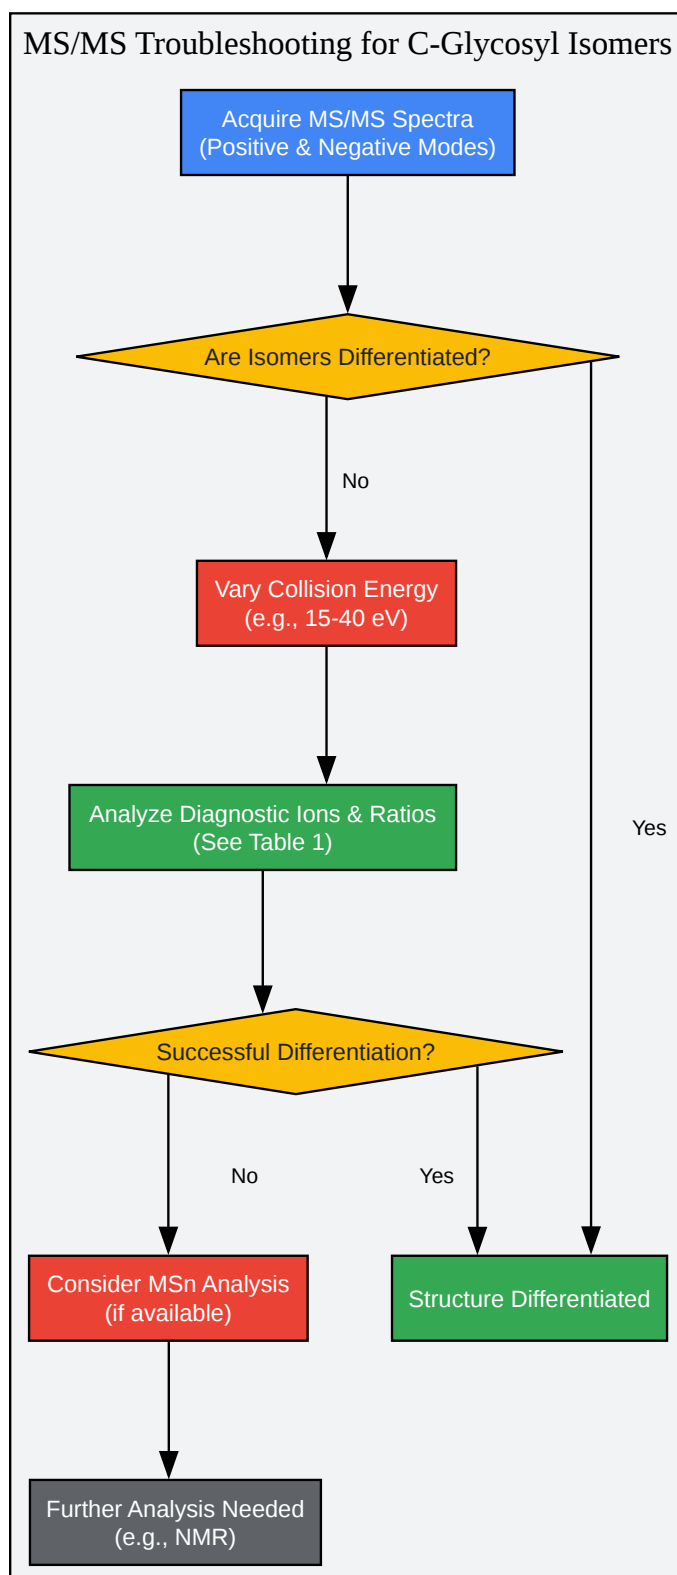 MS/MS Troubleshooting for C-Glycosyl Isomers
Acquire MS/MS Spectra
(Positive & Negative Modes)
Are Isomers Differentiated?
No
Vary Collision Energy
(e.g., 15-40 eV)
Analyze Diagnostic Ions & Ratios
(See Table 1)
Yes
Successful Differentiation?
No
Yes
Consider MSn Analysis
(if available)
Structure Differentiated
Further Analysis Needed
(e.g., NMR)